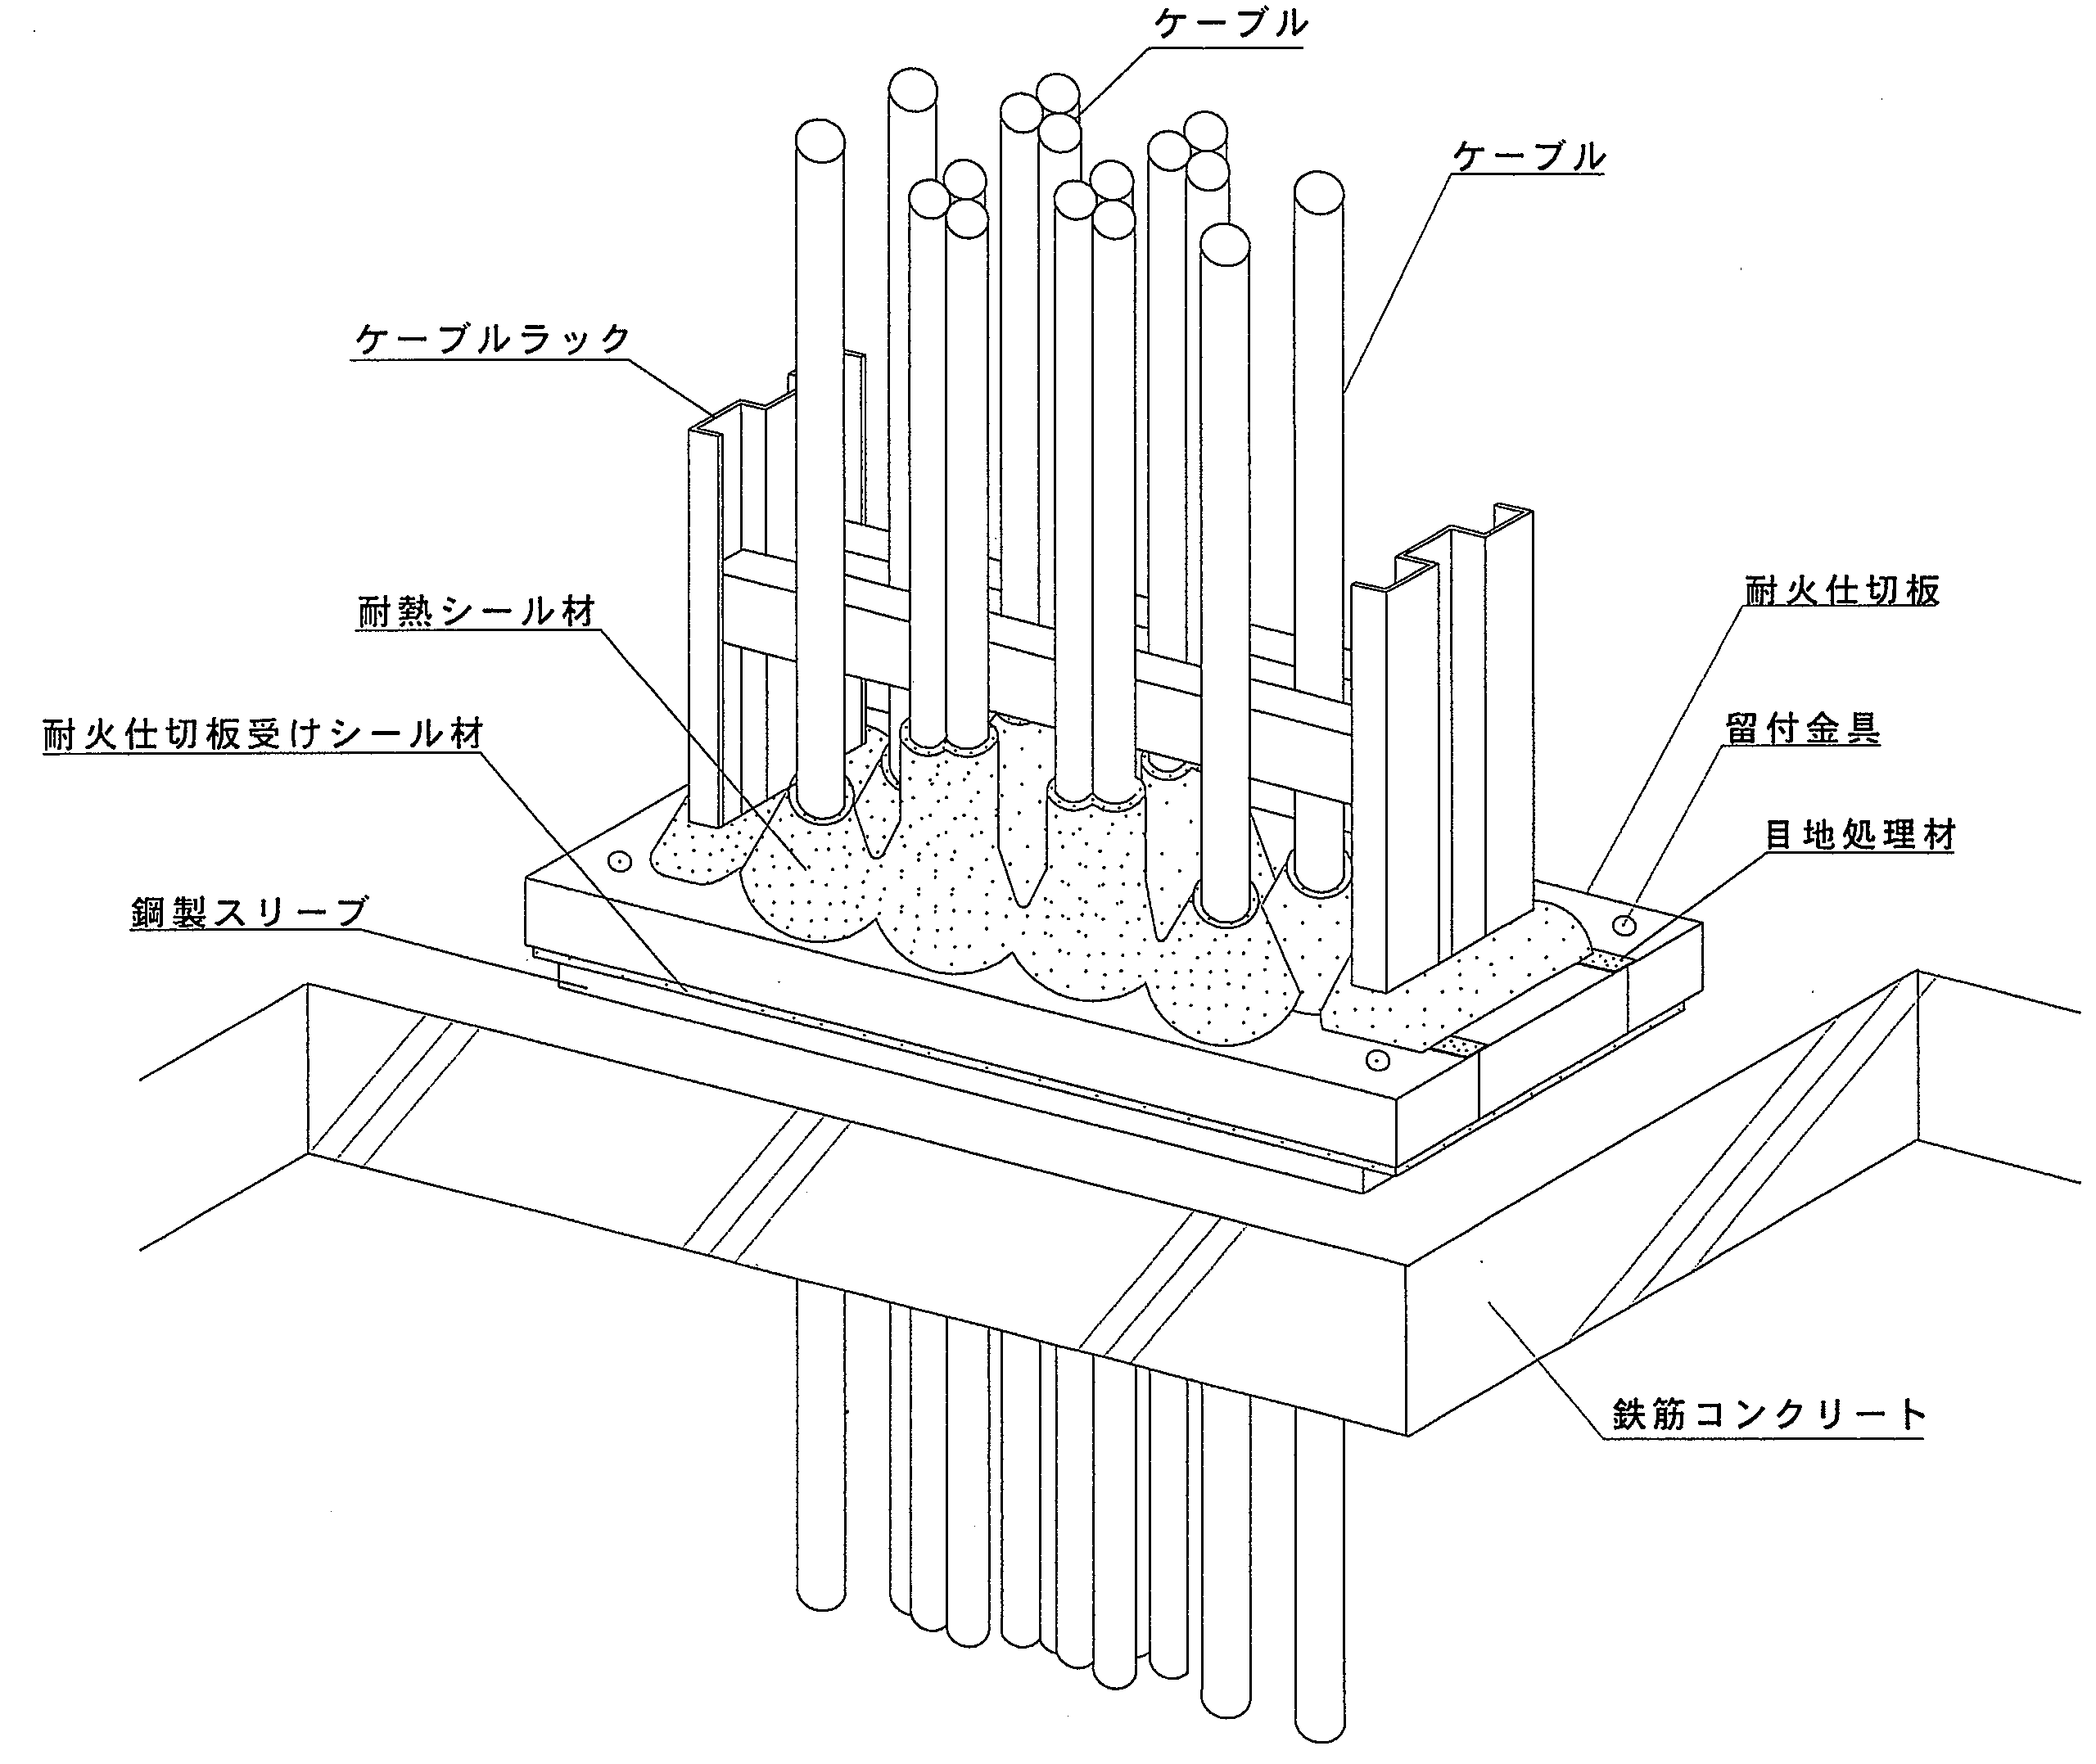 ケーブル
ケーブル
ケーブルラック
耐熱シール材
耐火仕切板
留付金具
耐火仕切板受けシール材
目地処理材
鋼製スリーブ
鉄筋コンクリート